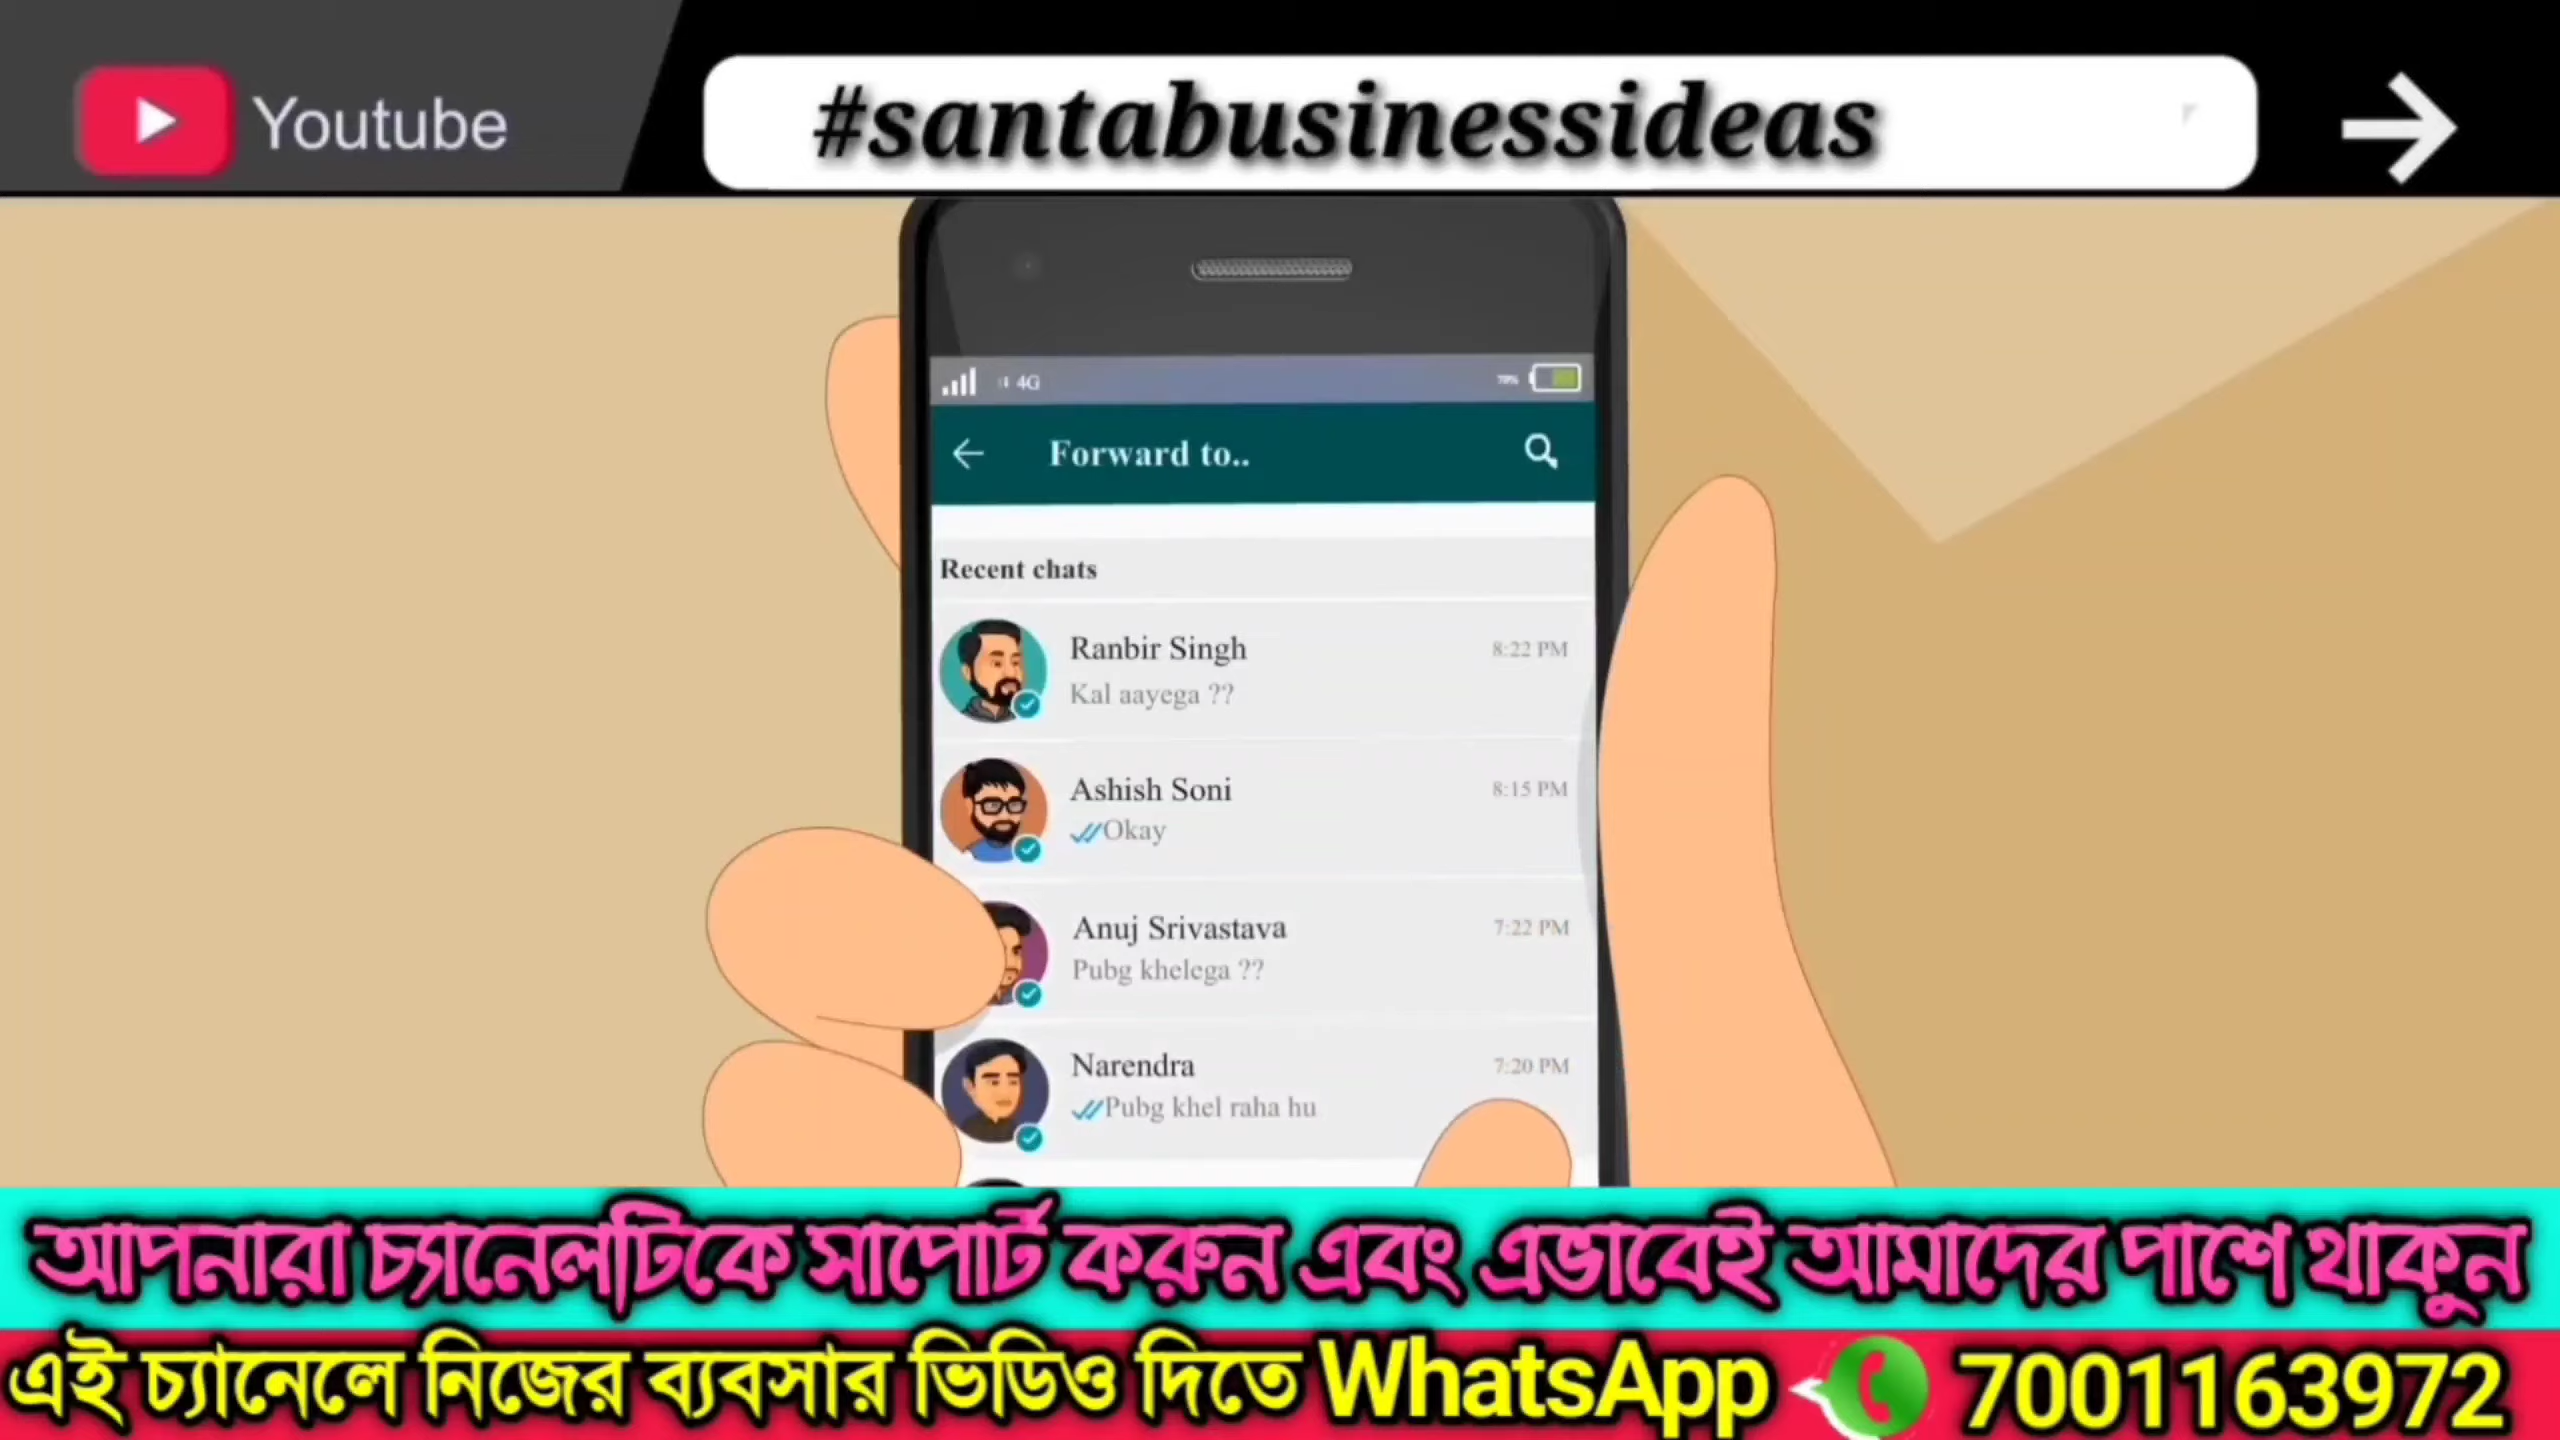 Youtube
#santabusinessideas
4G
Forward to..
Recent chats
Ranbir Singh
8:22 PM
Kal aayega ??
Ashish Soni
8:15 PM
Okay
Anuj Srivastava
7:22 PM
Pubg khelega ??
Narendra
7:20 PM
Pubg khel raha hu
আপনারা চ্যানেলটিকে সাপোর্ট করুন এবং এভাবেই আমাদের পাশে থাকুন
এই চ্যানেলে নিজের ব্যবসার ভিডিও দিতে WhatsApp 7001163972